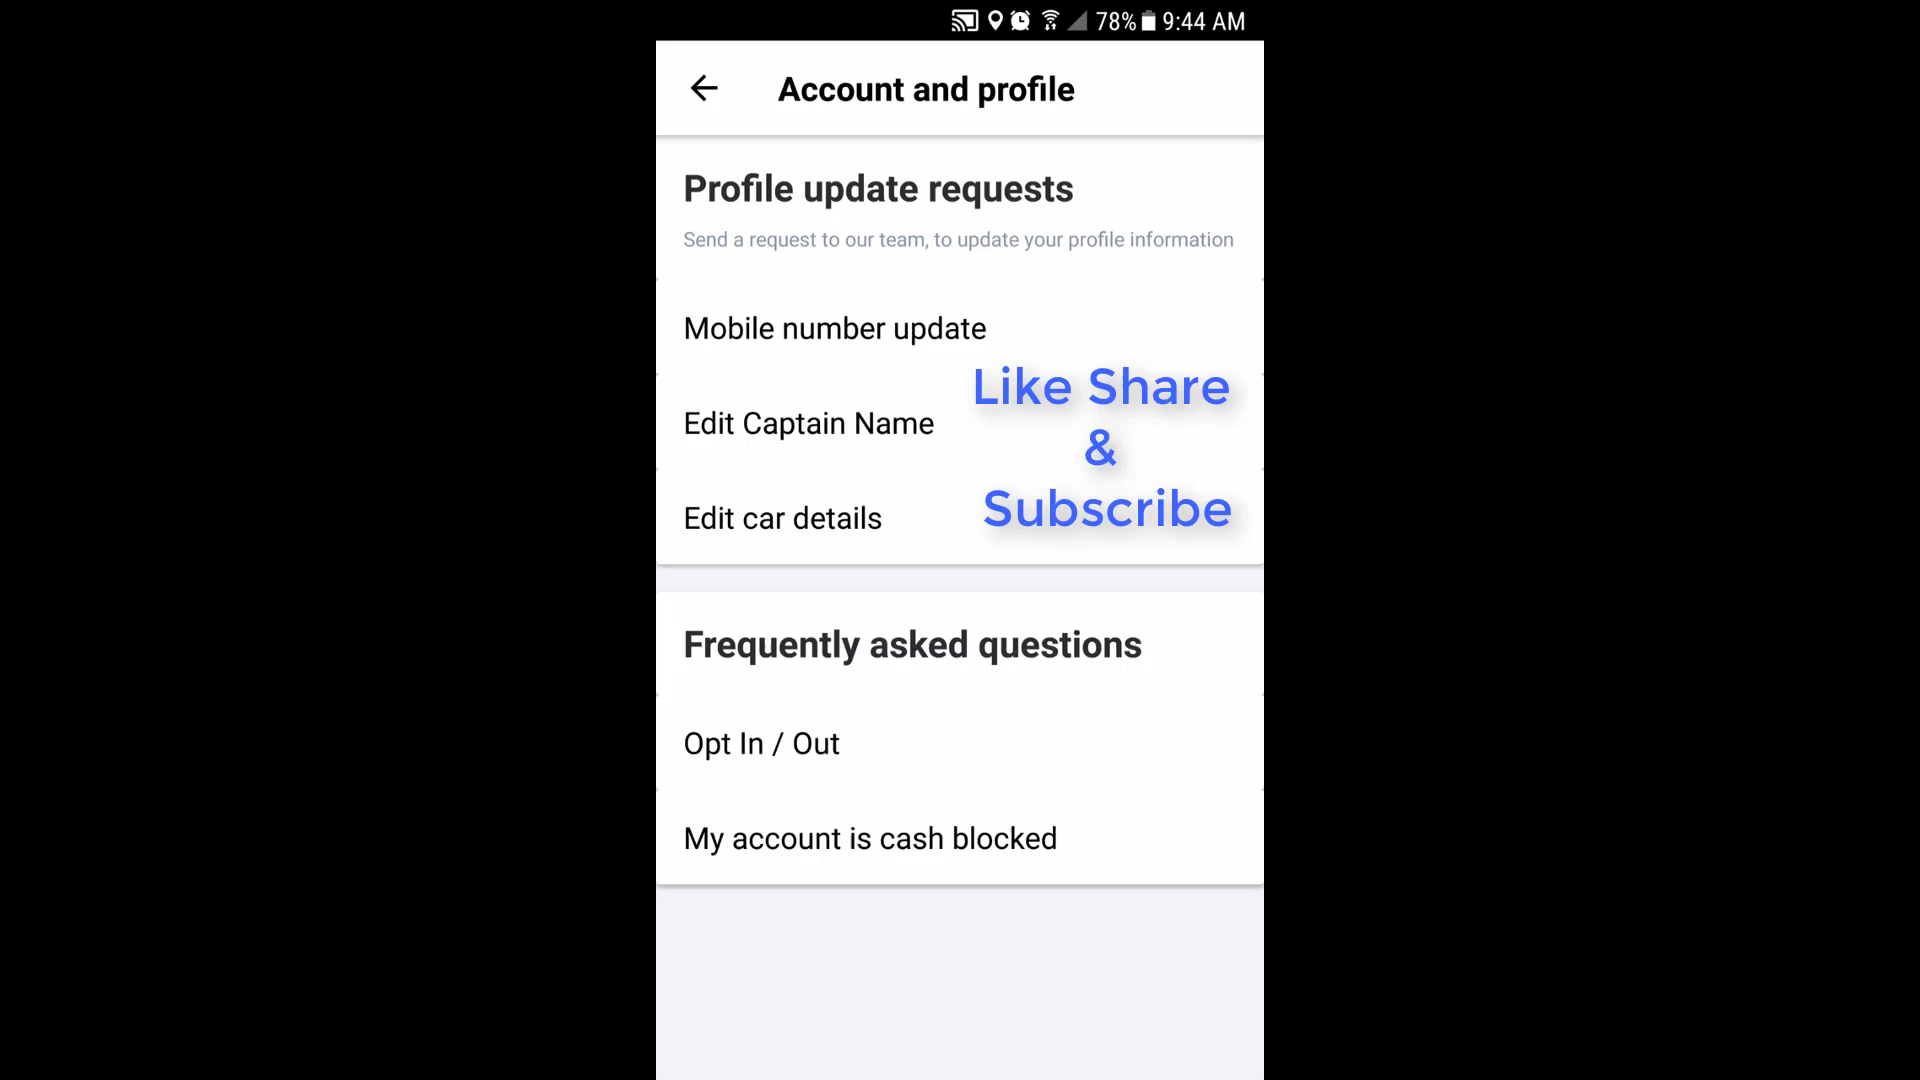 78% 9:44 AM
Account and profile
Profile update requests
Send a request to our team, to update your profile information
Mobile number update
Like Share
Edit Captain Name
&
Subscribe
Edit car details
Frequently asked questions
Opt In / Out
My account is cash blocked